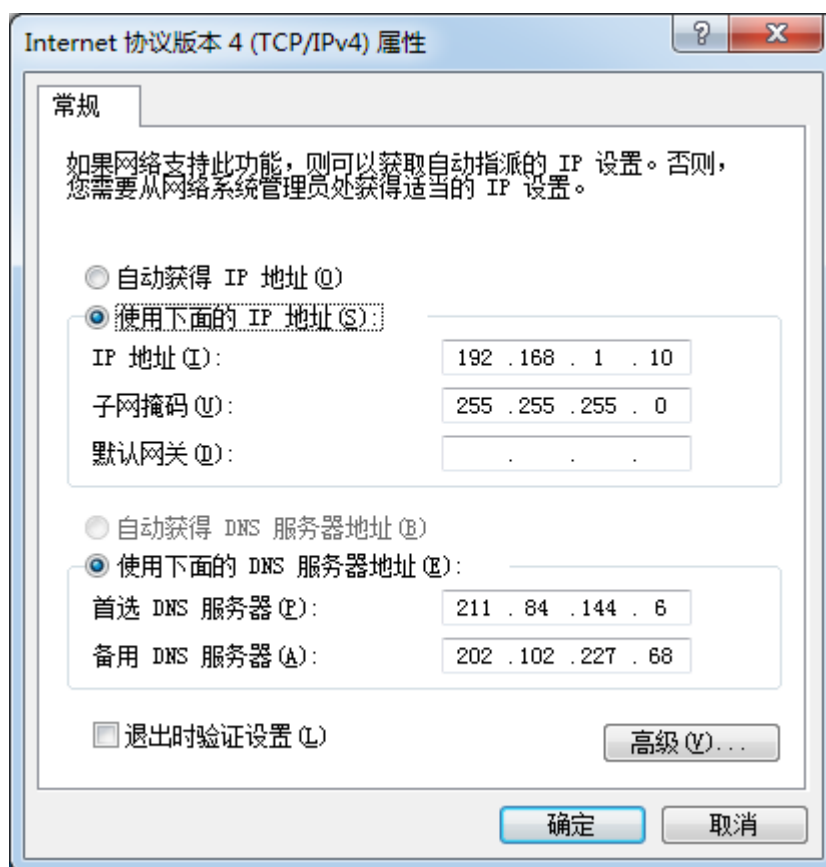 Internet 协议版本 4 (TCP/IPv4) 属性
常规
如果网络支持此功能，则可以获取自动指派的 IP 设置。否则，
您需要从网络系统管理员处获得适当的 IP 设置。
自动获得 IP 地址(O)
使用下面的 IP 地址(S):
IP 地址(I): 192 .168 . 1 . 10
子网掩码(U): 255 .255 .255 . 0
默认网关(D): . . .
自动获得 DNS 服务器地址(B)
使用下面的 DNS 服务器地址(E):
首选 DNS 服务器(P): 211 . 84 .144 . 6
备用 DNS 服务器(A): 202 .102 .227 . 68
退出时验证设置(L)
高级(V)...
确定 取消